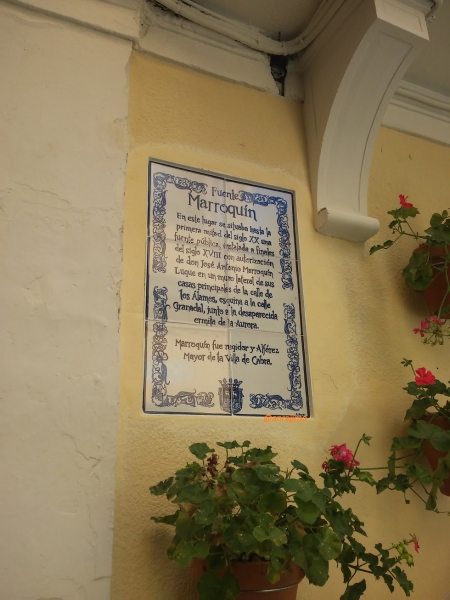 Fuente
Marroquín
En este lugar se situaba hasta la
primera mitad del siglo XX una
fuente pública, instalada a finales
del siglo XVIII con autorización
de don José Antonio Marroquín
Luque en un muro lateral de sus
casas principales de la calle de
los Álamos, esquina a la calle
Granadal, junto a la desaparecida
ermita de la Aurora.
Marroquín fue regidor y Alférez
Mayor de la Villa de Cabra.